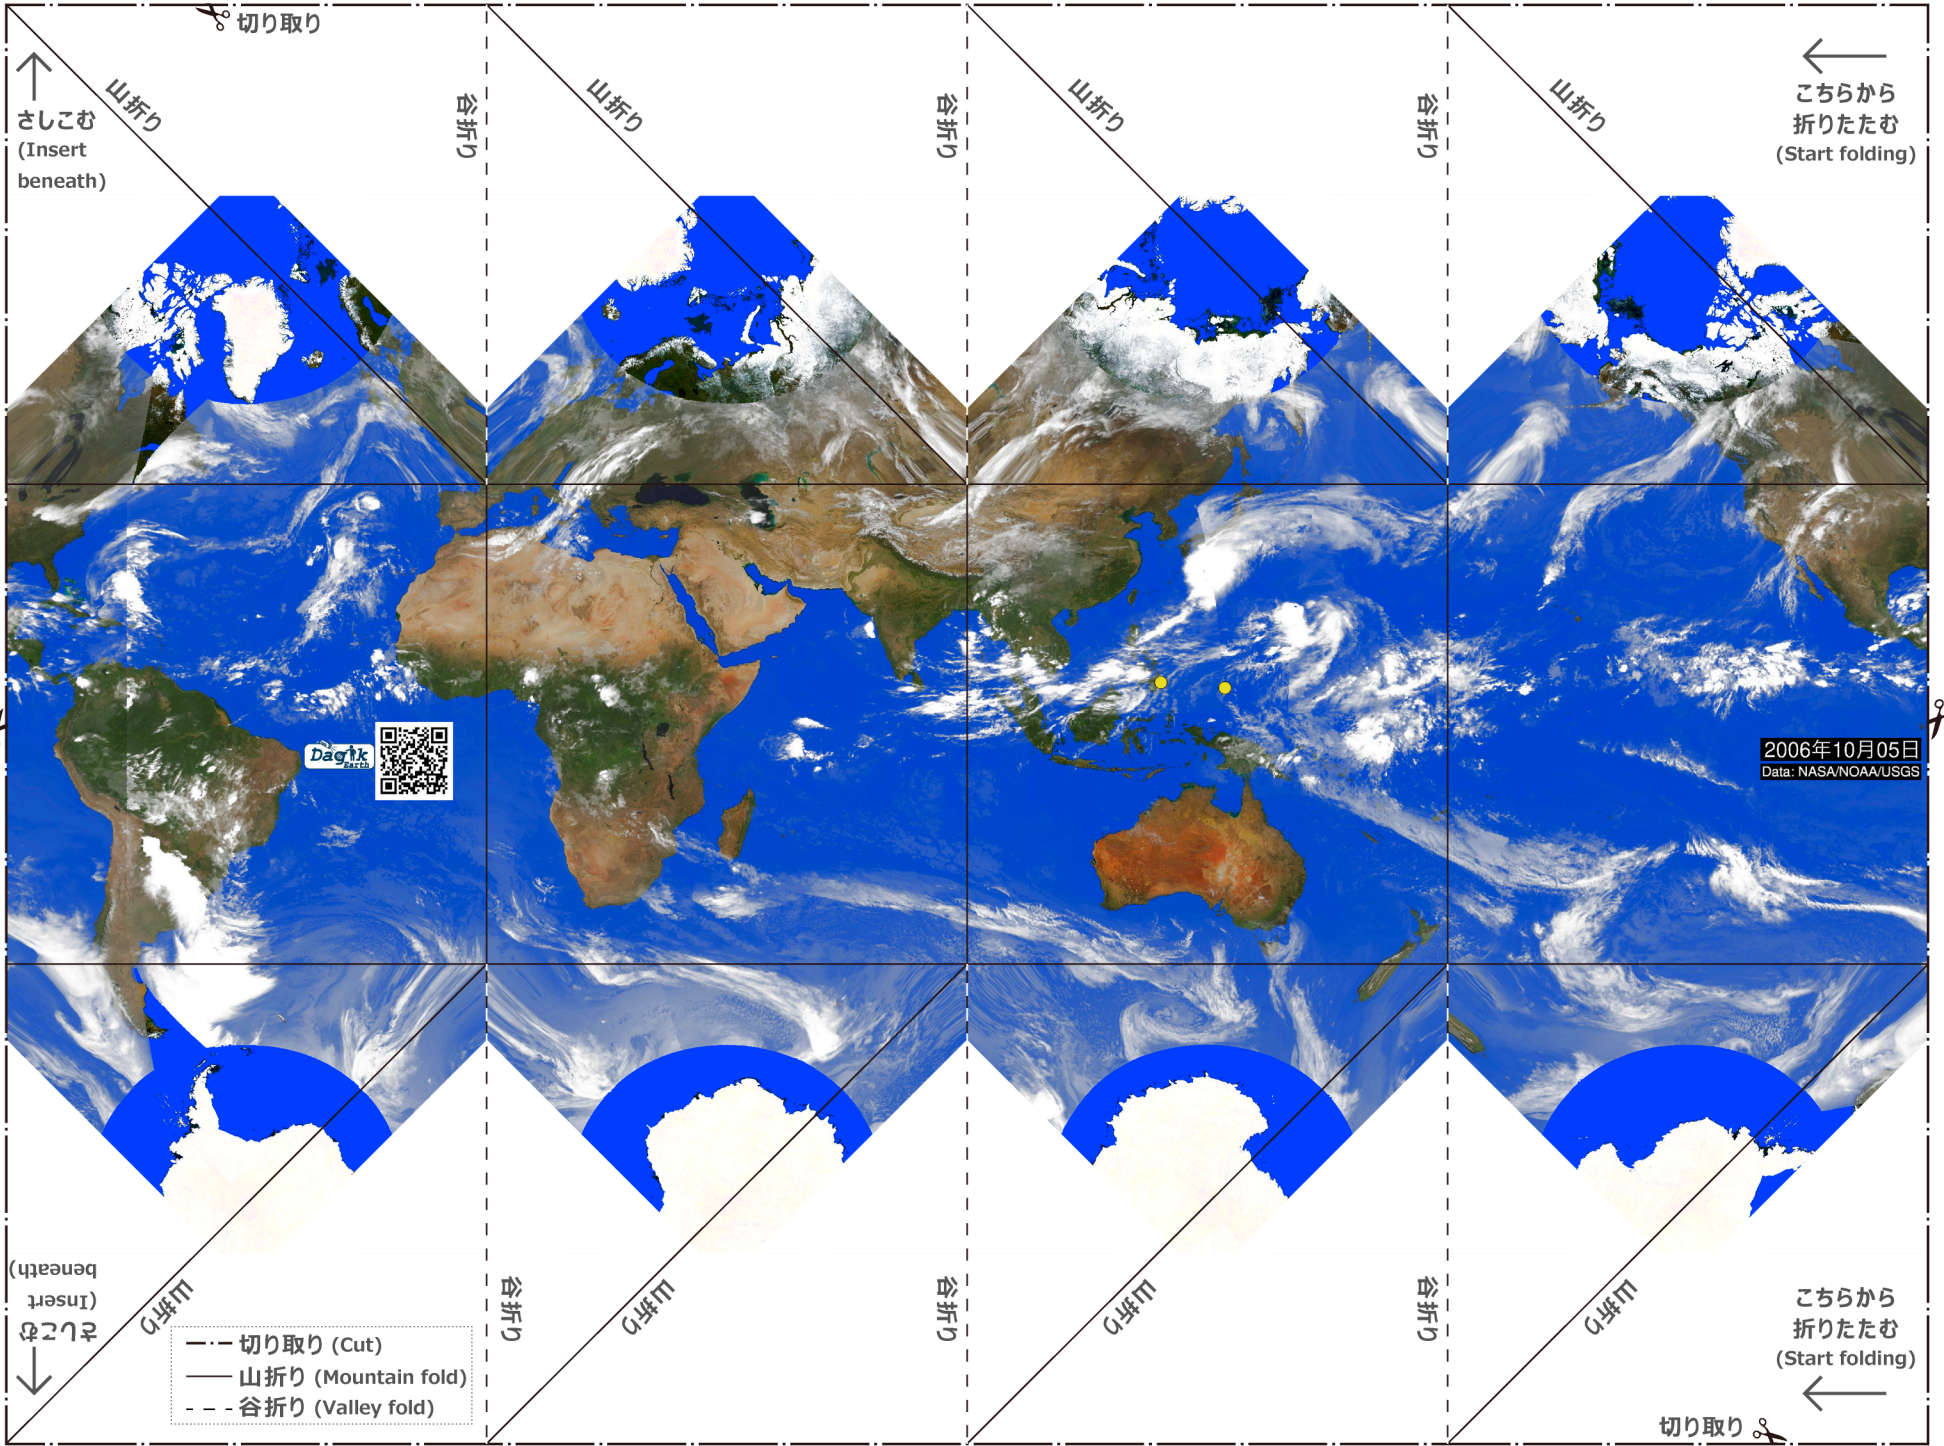 切り取り
山折り
谷折り
山折り
谷折り
山折り
谷折り
山折り
さしこむ
(Insert
beneath)
こちらから
折りたたむ
(Start folding)
Dagik
Earth
2006年10月05日
Data: NASA/NOAA/USGS
さしこむ
(Insert
beneath)
山折り
谷折り
山折り
谷折り
山折り
谷折り
山折り
切り取り (Cut)
山折り (Mountain fold)
谷折り (Valley fold)
こちらから
折りたたむ
(Start folding)
切り取り